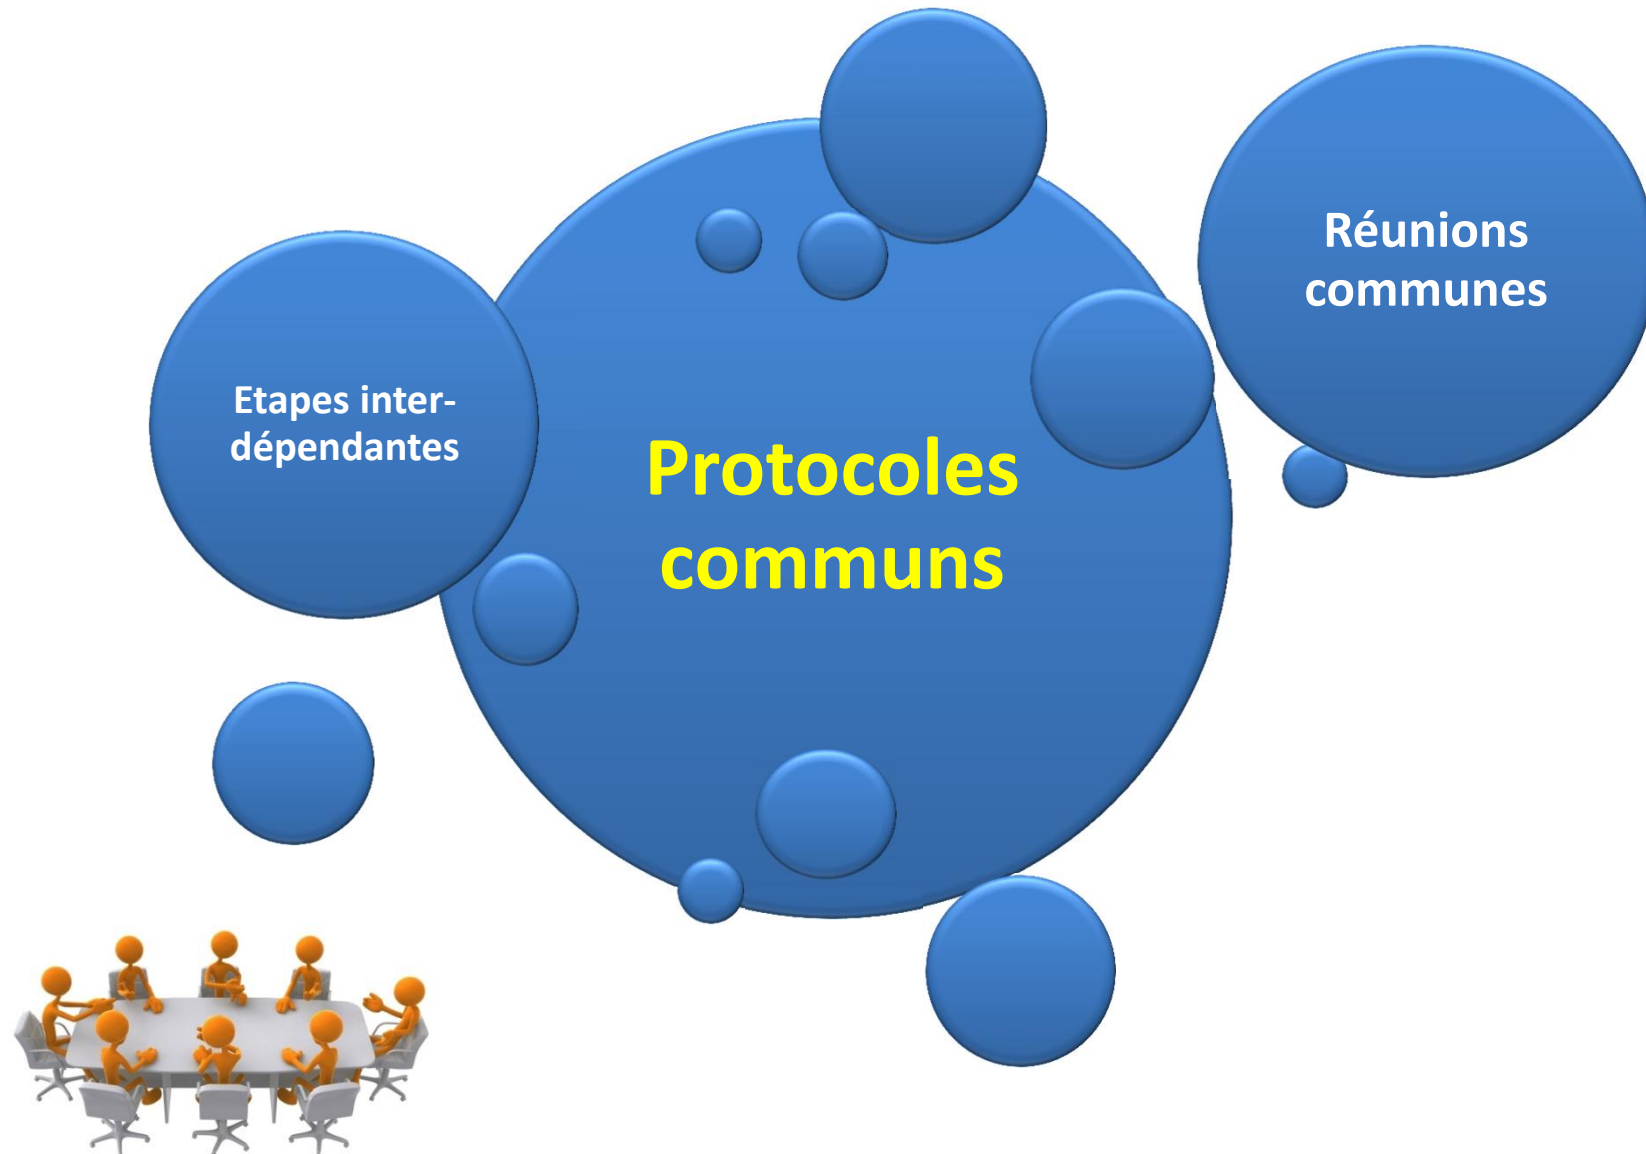 Réunions
communes
Etapes inter-
dépendantes
Protocoles
communs